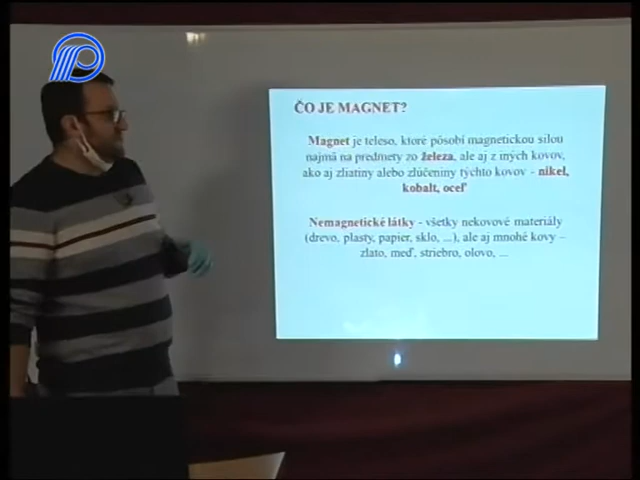 ČO JE MAGNET?
Magnet je teleso, ktoré pôsobí magnetickou silou
najmä na predmety zo železa, ale aj z iných kovov,
ako aj zliatiny alebo zlúčeniny týchto kovov - nikel,
kobalt, oceľ
Nemagnetické látky - všetky nekovové materiály
(drevo, plasty, papier, sklo, ...), ale aj mnohé kovy –
zlato, meď, striebro, olovo, ...